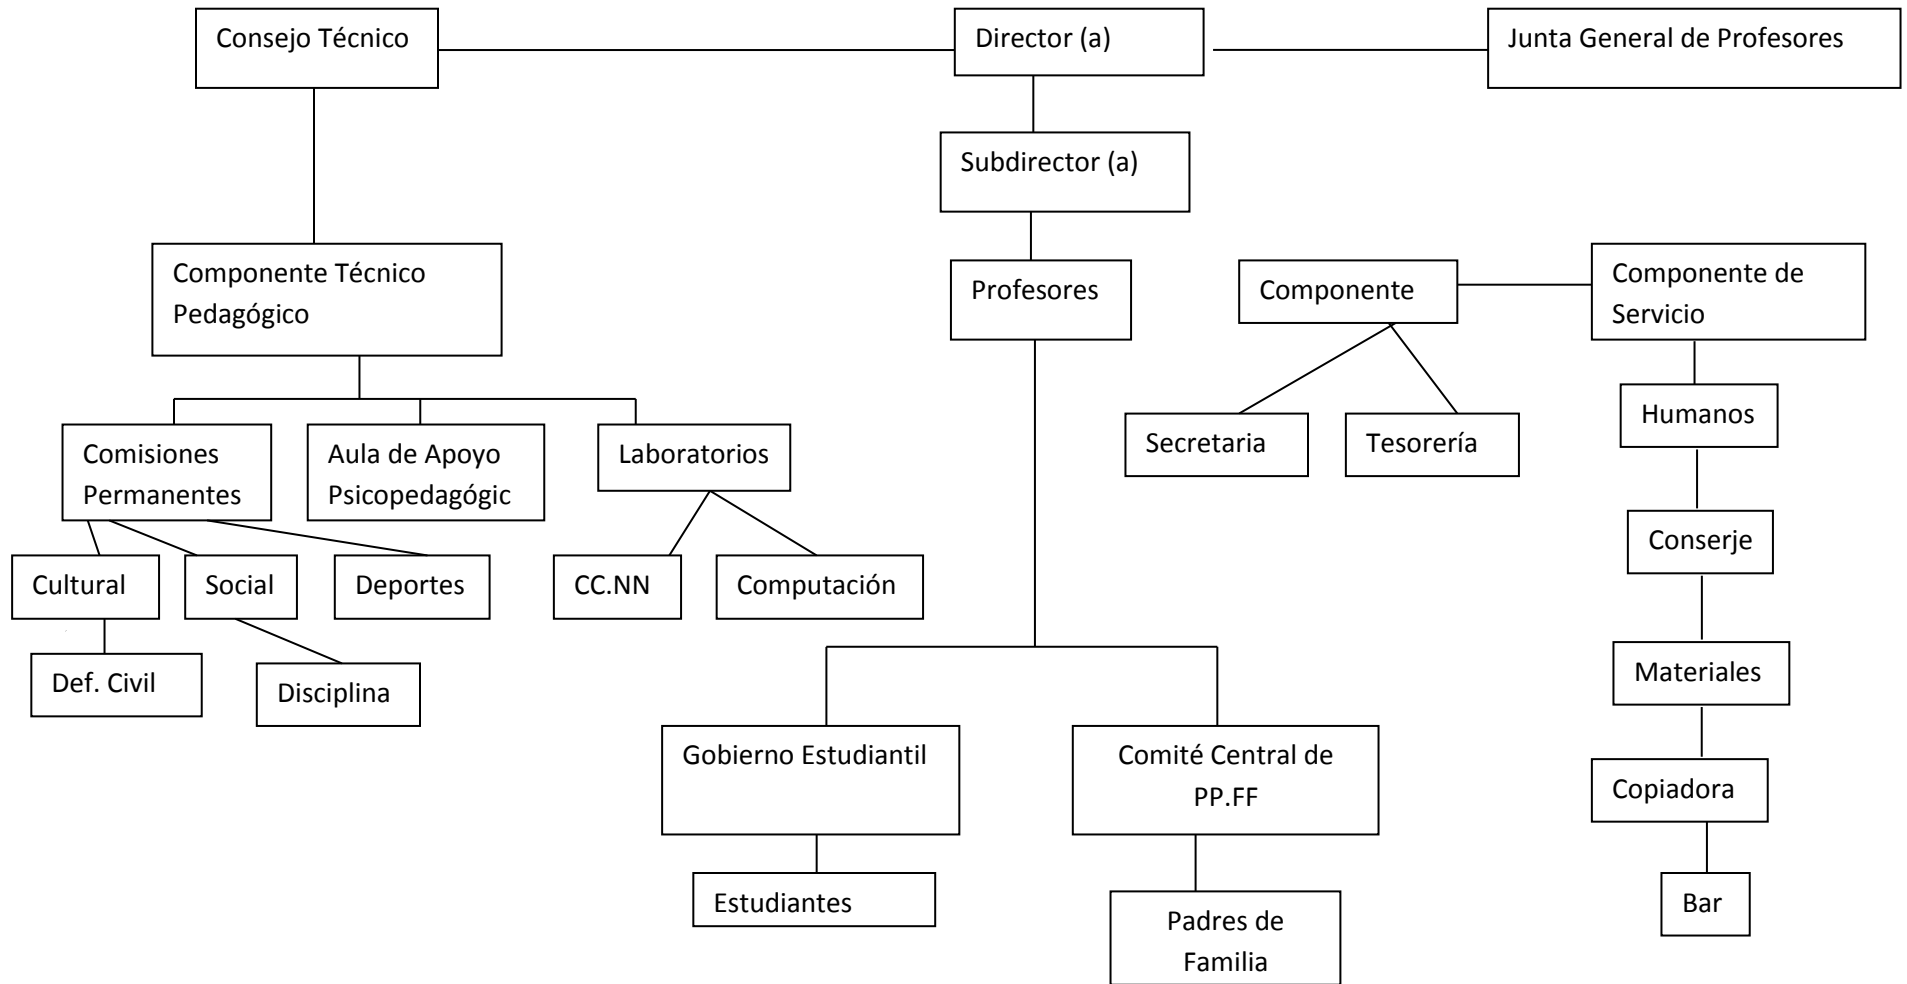 Consejo Técnico
Director (a)
Junta General de Profesores
Subdirector (a)
Componente Técnico
Pedagógico
Profesores
Componente
Componente de
Servicio
Humanos
Secretaria
Tesorería
Comisiones
Permanentes
Aula de Apoyo
Psicopedagógic
Laboratorios
Conserje
Cultural
Social
Deportes
CC.NN
Computación
Def. Civil
Disciplina
Materiales
Gobierno Estudiantil
Comité Central de
PP.FF
Copiadora
Estudiantes
Padres de
Familia
Bar